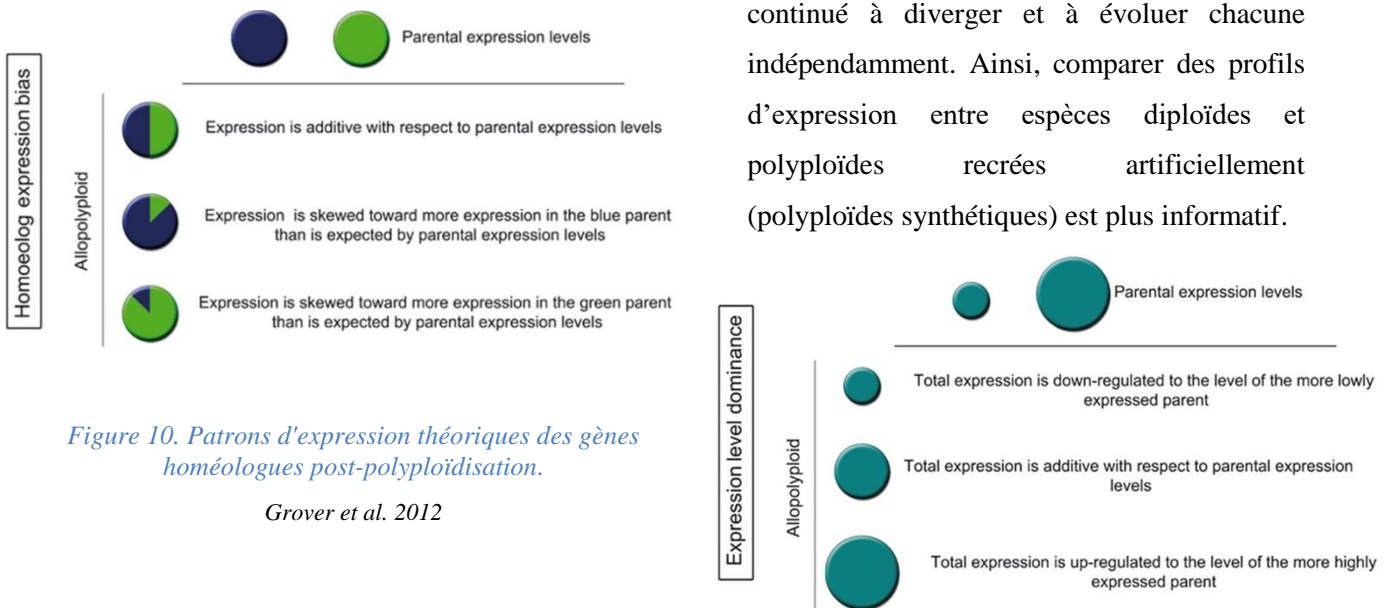 Parental expression levels
Homoeolog expression bias
Allopolyploid
Expression is additive with respect to parental expression levels
Expression is skewed toward more expression in the blue parent
than is expected by parental expression levels
Expression is skewed toward more expression in the green parent
than is expected by parental expression levels
Figure 10. Patrons d'expression théoriques des gènes
homéologues post-polyploïdisation.
Grover et al. 2012
continué à diverger et à évoluer chacune
indépendamment. Ainsi, comparer des profils
d’expression entre espèces diploïdes et
polyploïdes recrées artificiellement
(polyploïdes synthétiques) est plus informatif.
Parental expression levels
Expression level dominance
Allopolyploid
Total expression is down-regulated to the level of the more lowly
expressed parent
Total expression is additive with respect to parental expression
levels
Total expression is up-regulated to the level of the more highly
expressed parent